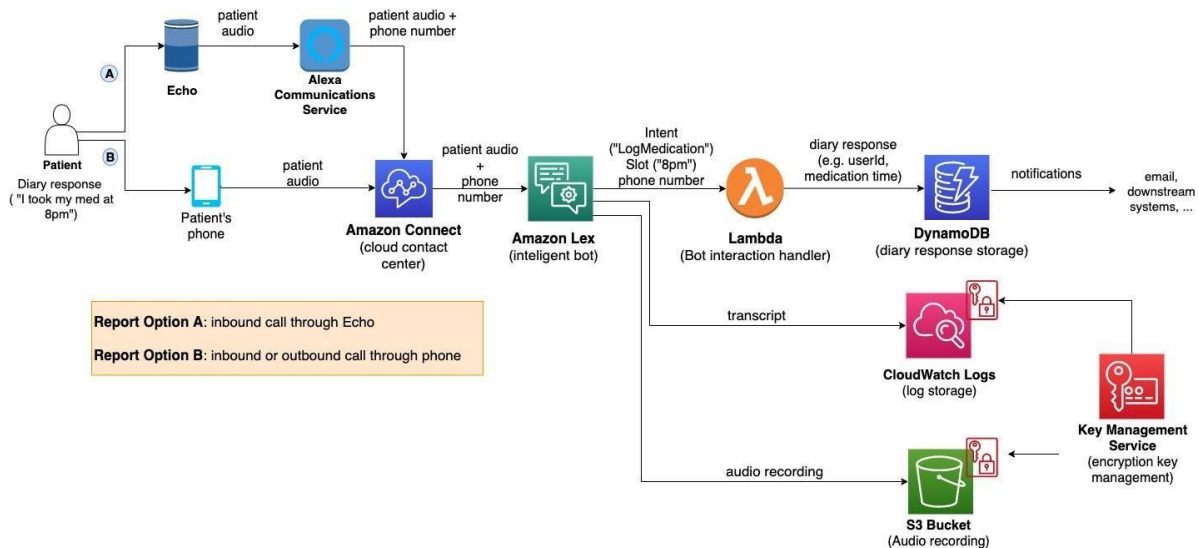 patient
audio
patient audio +
phone number
A
Echo
Alexa
Communications
Service
B
Patient
Diary response
( "I took my med at
8pm")
Patient's
phone
patient
audio
Amazon Connect
(cloud contact
center)
patient audio
+
phone
number
Amazon Lex
(inteligent bot)
Intent
("LogMedication")
Slot ("8pm")
phone number
Lambda
(Bot interaction handler)
diary response
(e.g. userId,
medication time)
DynamoDB
(diary response storage)
notifications
email,
downstream
systems, ...
Report Option A: inbound call through Echo
Report Option B: inbound or outbound call through phone
transcript
CloudWatch Logs
(log storage)
Key Management
Service
(encryption key
management)
audio recording
S3 Bucket
(Audio recording)